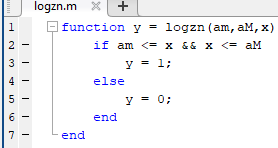 logzn.m × +
1 function y = logzn(am,aM,x)
2 - if am <= x && x <= aM
3 - y = 1;
4 - else
5 - y = 0;
6 - end
7 - end